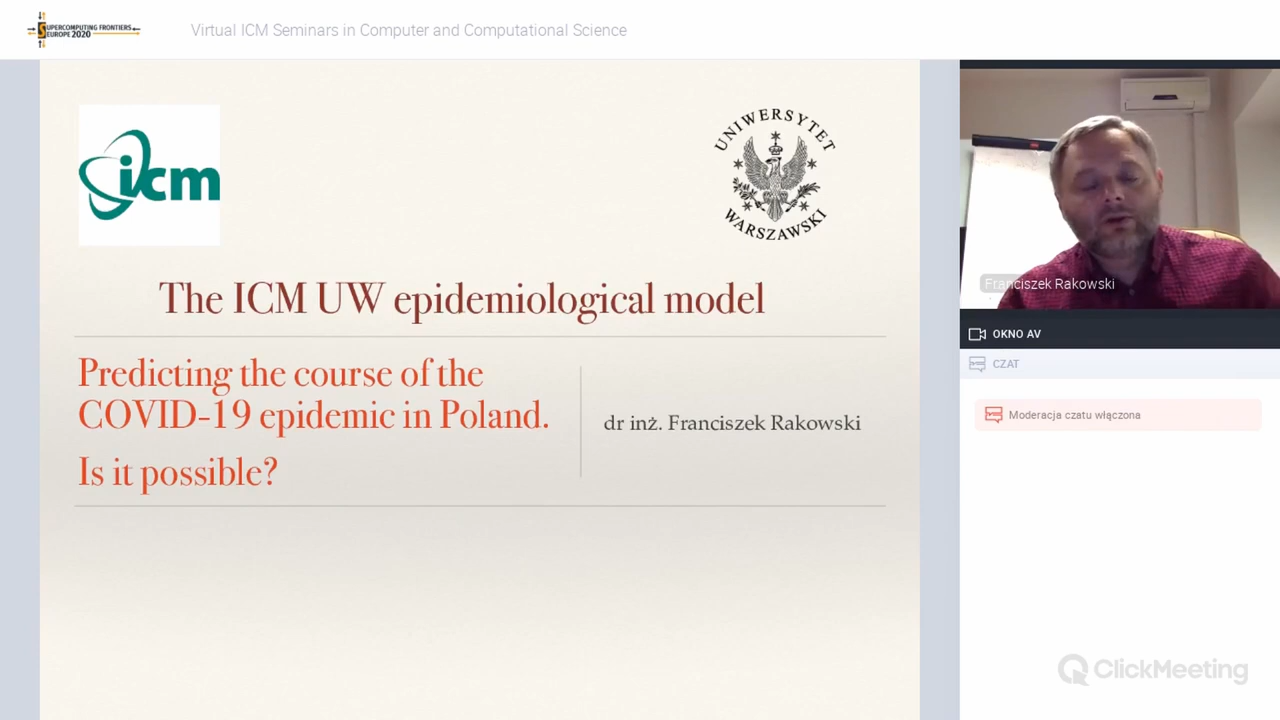 SUPERCOMPUTING FRONTIERS
EUROPE 2020
Virtual ICM Seminars in Computer and Computational Science
icm
UNIWERSYTET
WARSZAWSKI
The ICM UW epidemiological model
Predicting the course of the
COVID-19 epidemic in Poland.
Is it possible?
dr inż. Franciszek Rakowski
Franciszek Rakowski
OKNO AV
CZAT
Moderacja czatu włączona
ClickMeeting